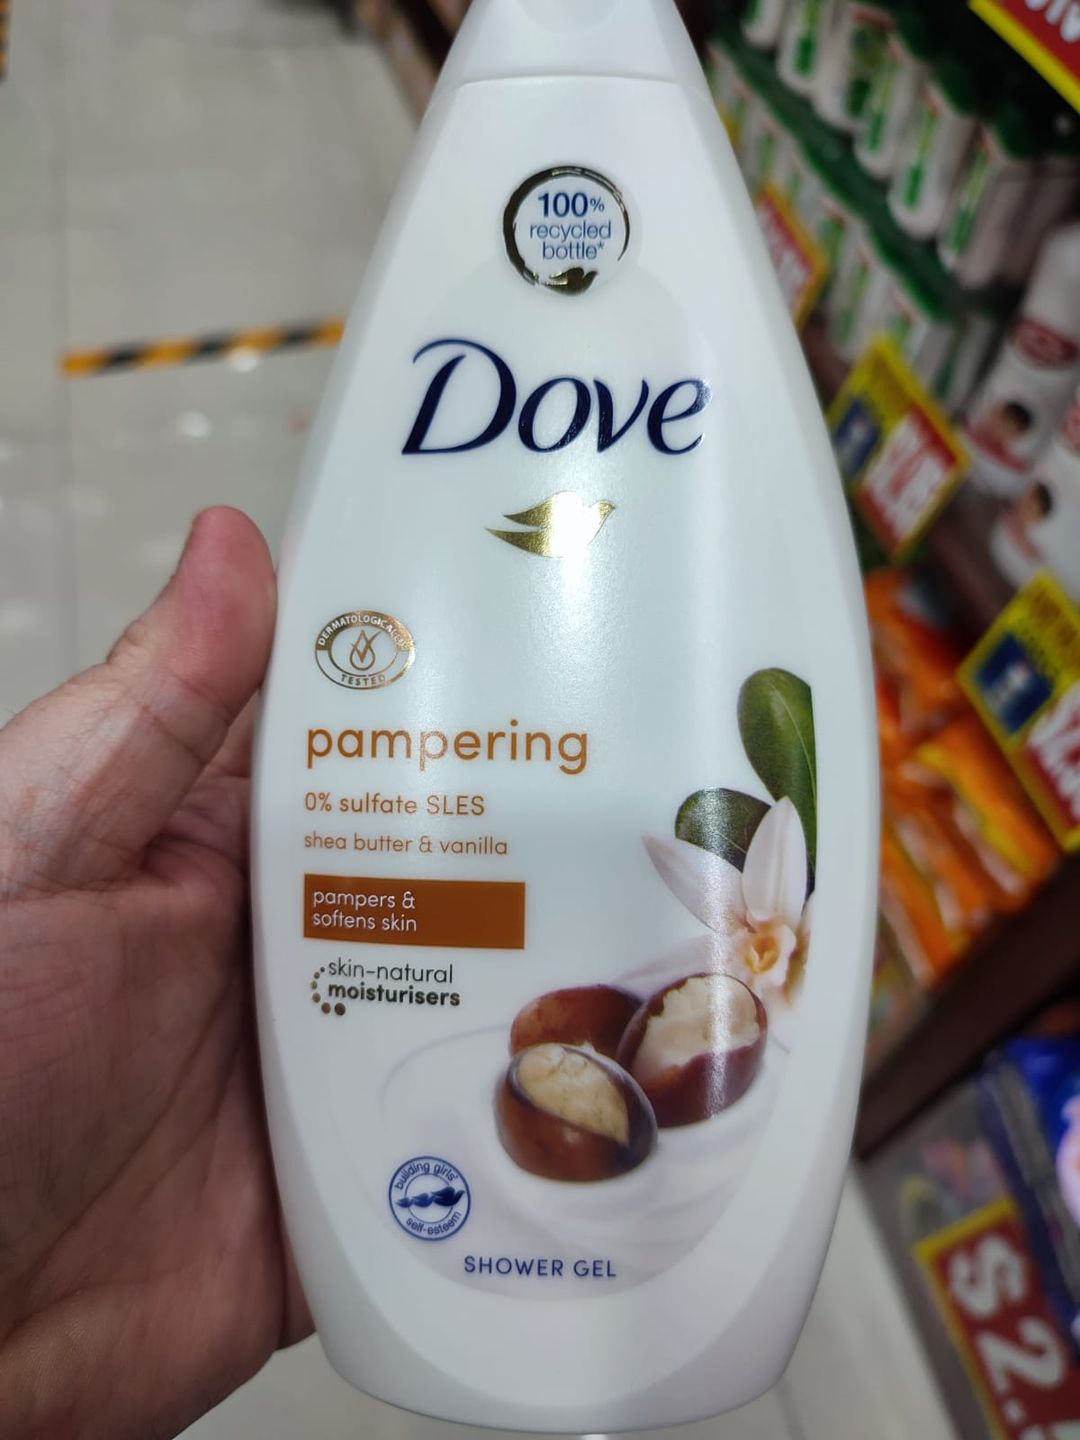 100%
recycled
bottle*
Dove
DERMATOLOGICALLY
TESTED
pampering
0% sulfate SLES
shea butter & vanilla
pampers &
softens skin
skin-natural
moisturisers
building girls'
self-esteem
SHOWER GEL
$2.